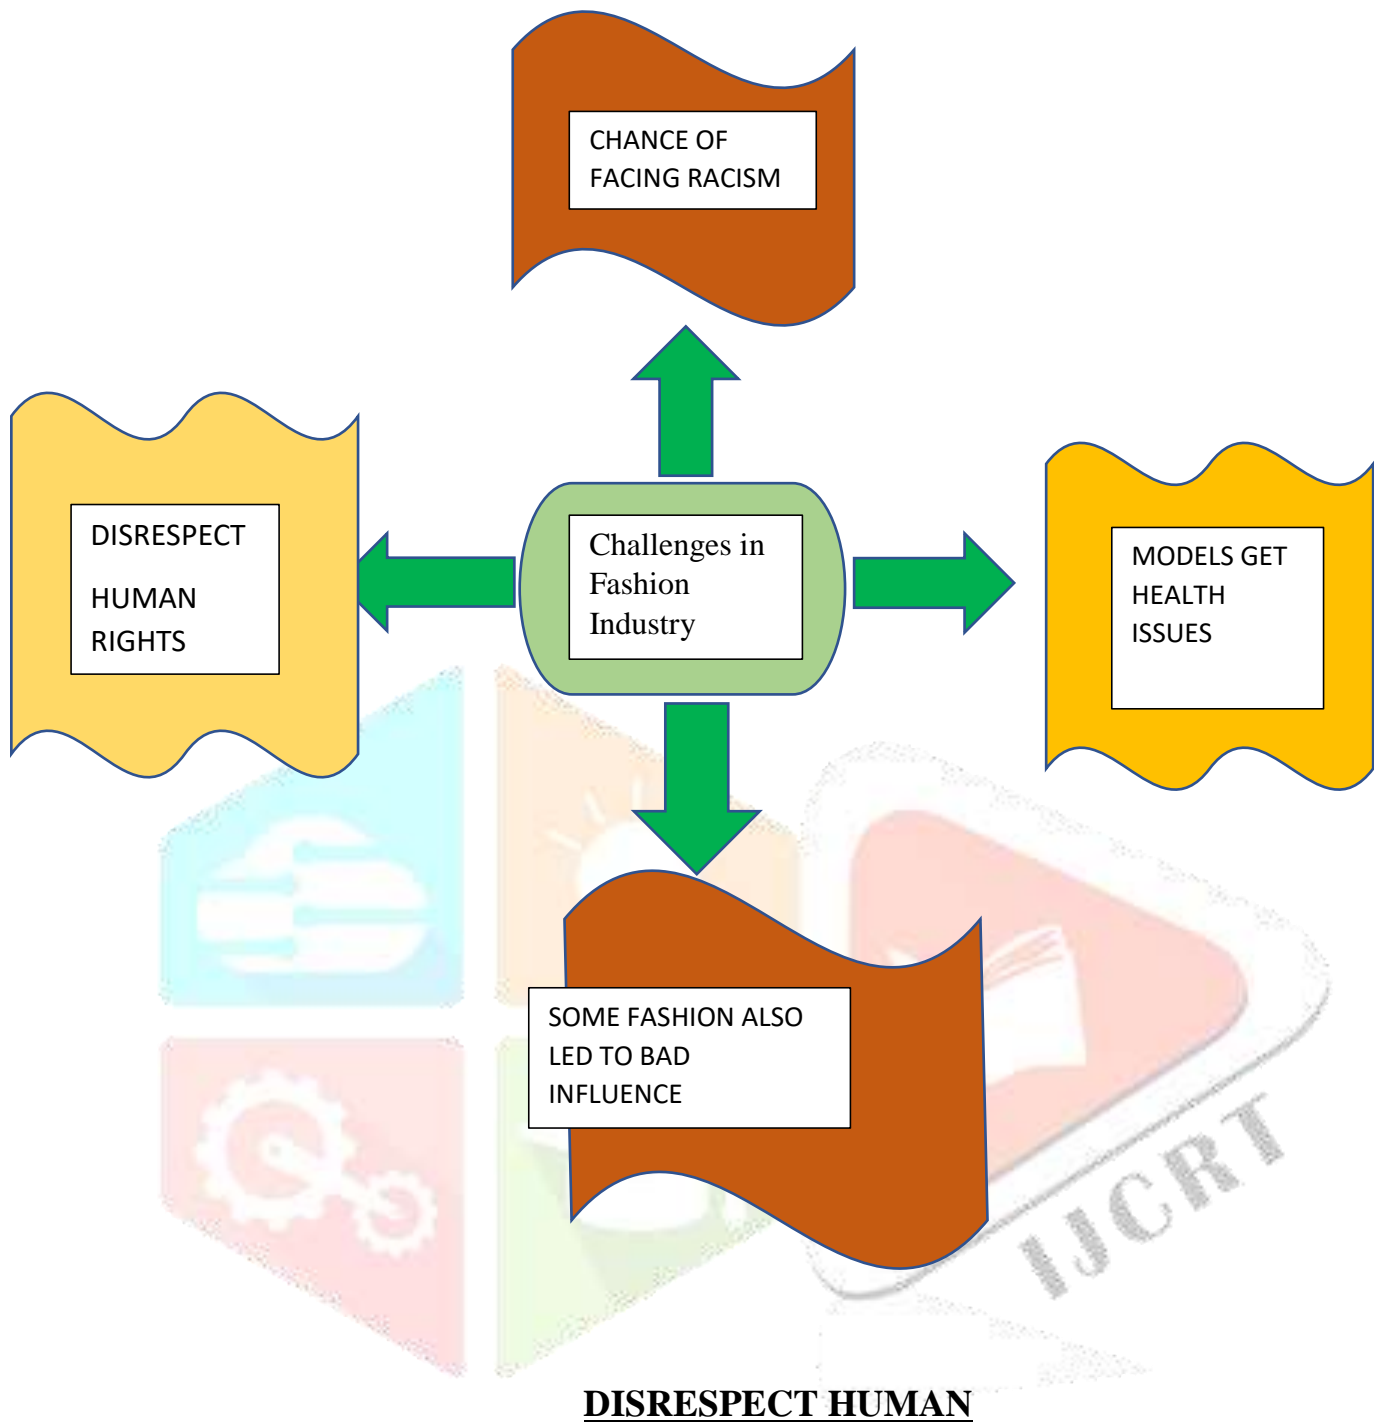 CHANCE OF
FACING RACISM
DISRESPECT
HUMAN
RIGHTS
Challenges in
Fashion
Industry
MODELS GET
HEALTH
ISSUES
SOME FASHION ALSO
LED TO BAD
INFLUENCE
IJCRT
DISRESPECT HUMAN